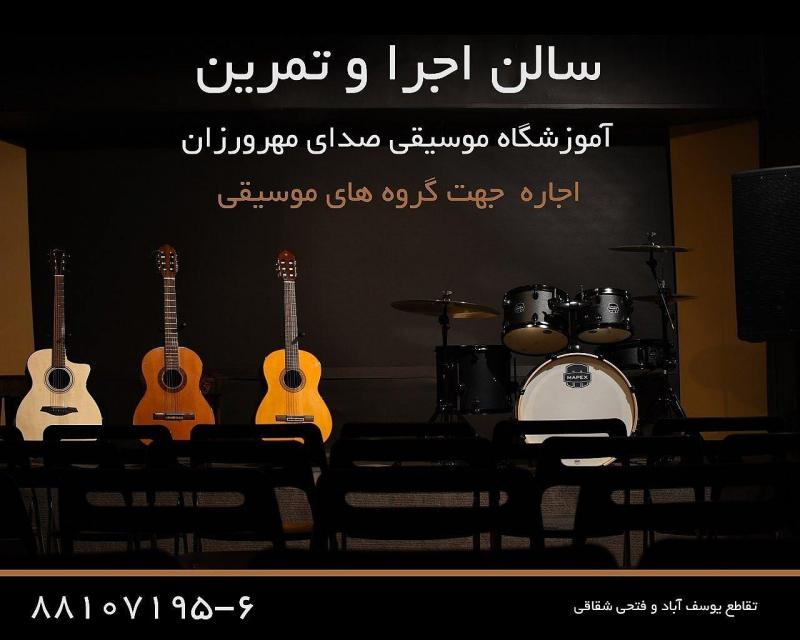 سالن اجرا و تمرین
آموزشگاه موسیقی صدای مهرورزان
اجاره جهت گروه های موسیقی
MAPEX
تقاطع یوسف آباد و فتحی شقاقی
۸۸۱۰۷۱۹۵-۶